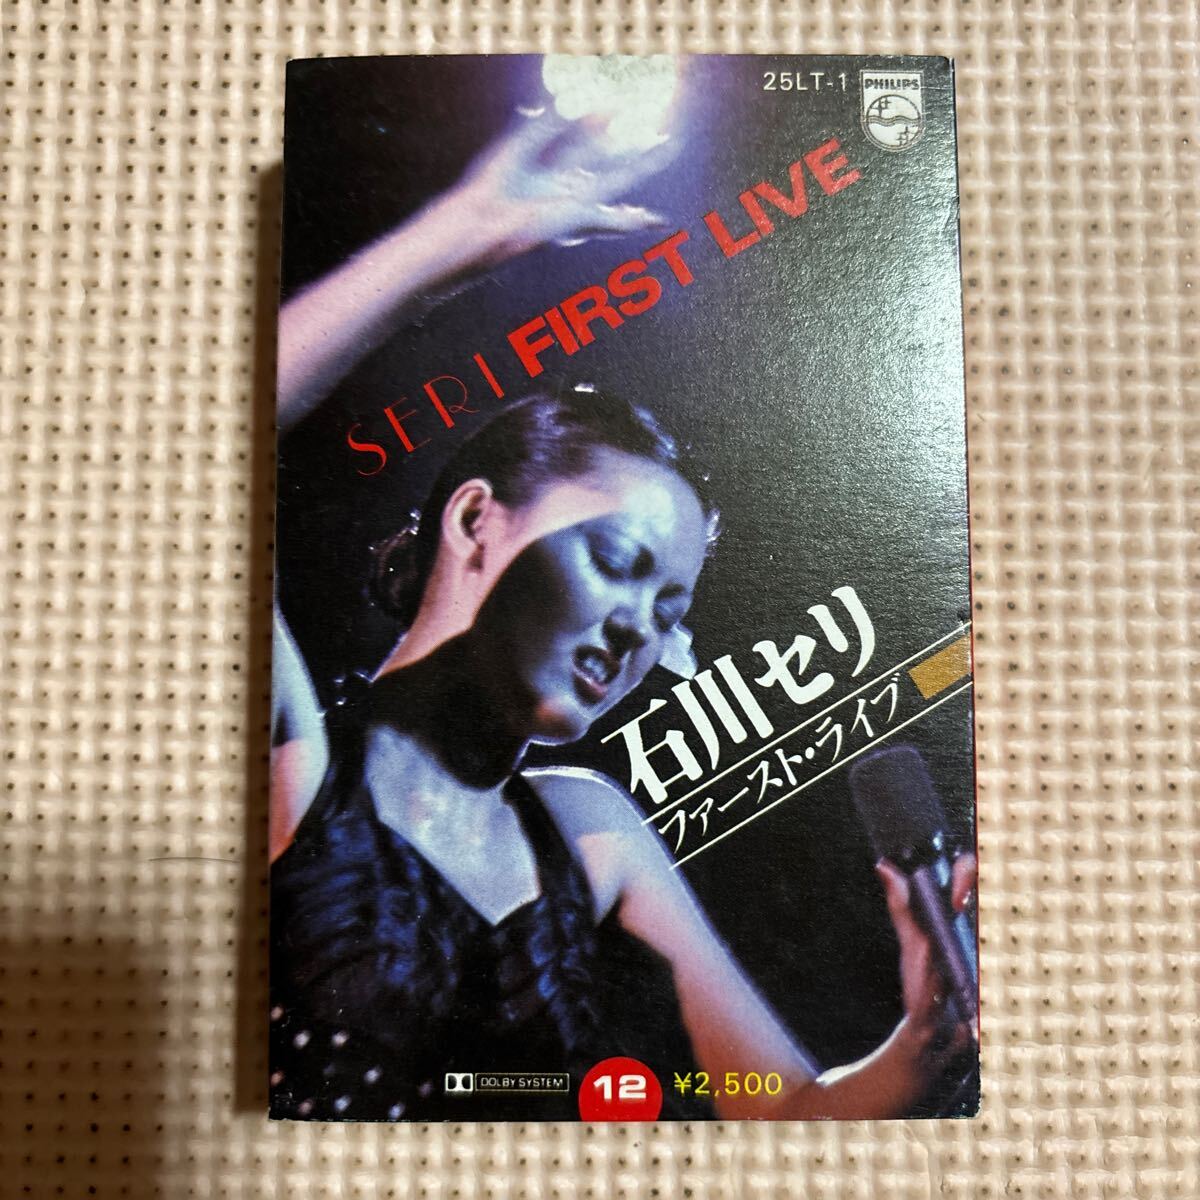 25LT-1
PHILIPS
SERI FIRST LIVE
石川セリ
ファースト・ライブ
DOLBY SYSTEM
12
¥2,500